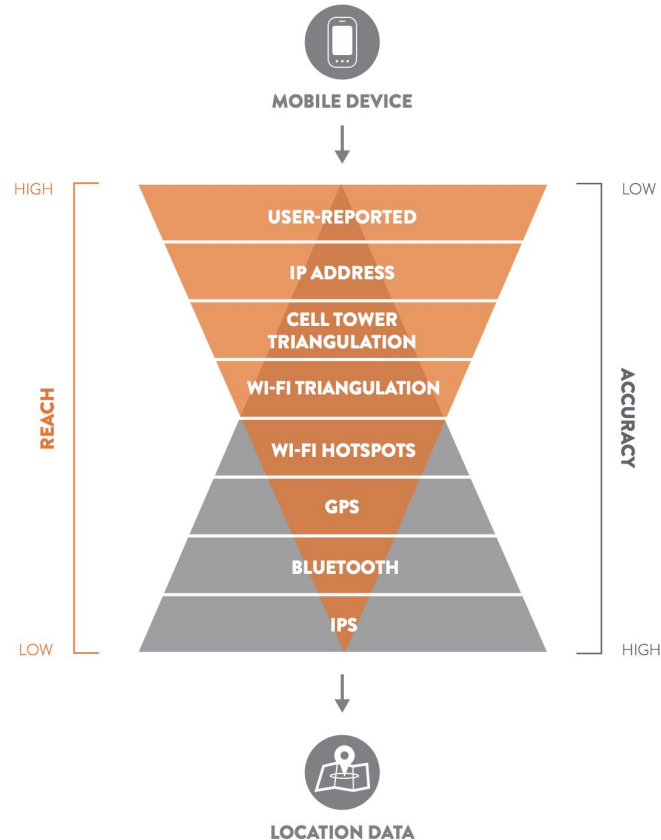 MOBILE DEVICE
HIGH
LOW
USER-REPORTED
IP ADDRESS
CELL TOWER
TRIANGULATION
WI-FI TRIANGULATION
REACH
ACCURACY
WI-FI HOTSPOTS
GPS
BLUETOOTH
IPS
LOW
HIGH
LOCATION DATA